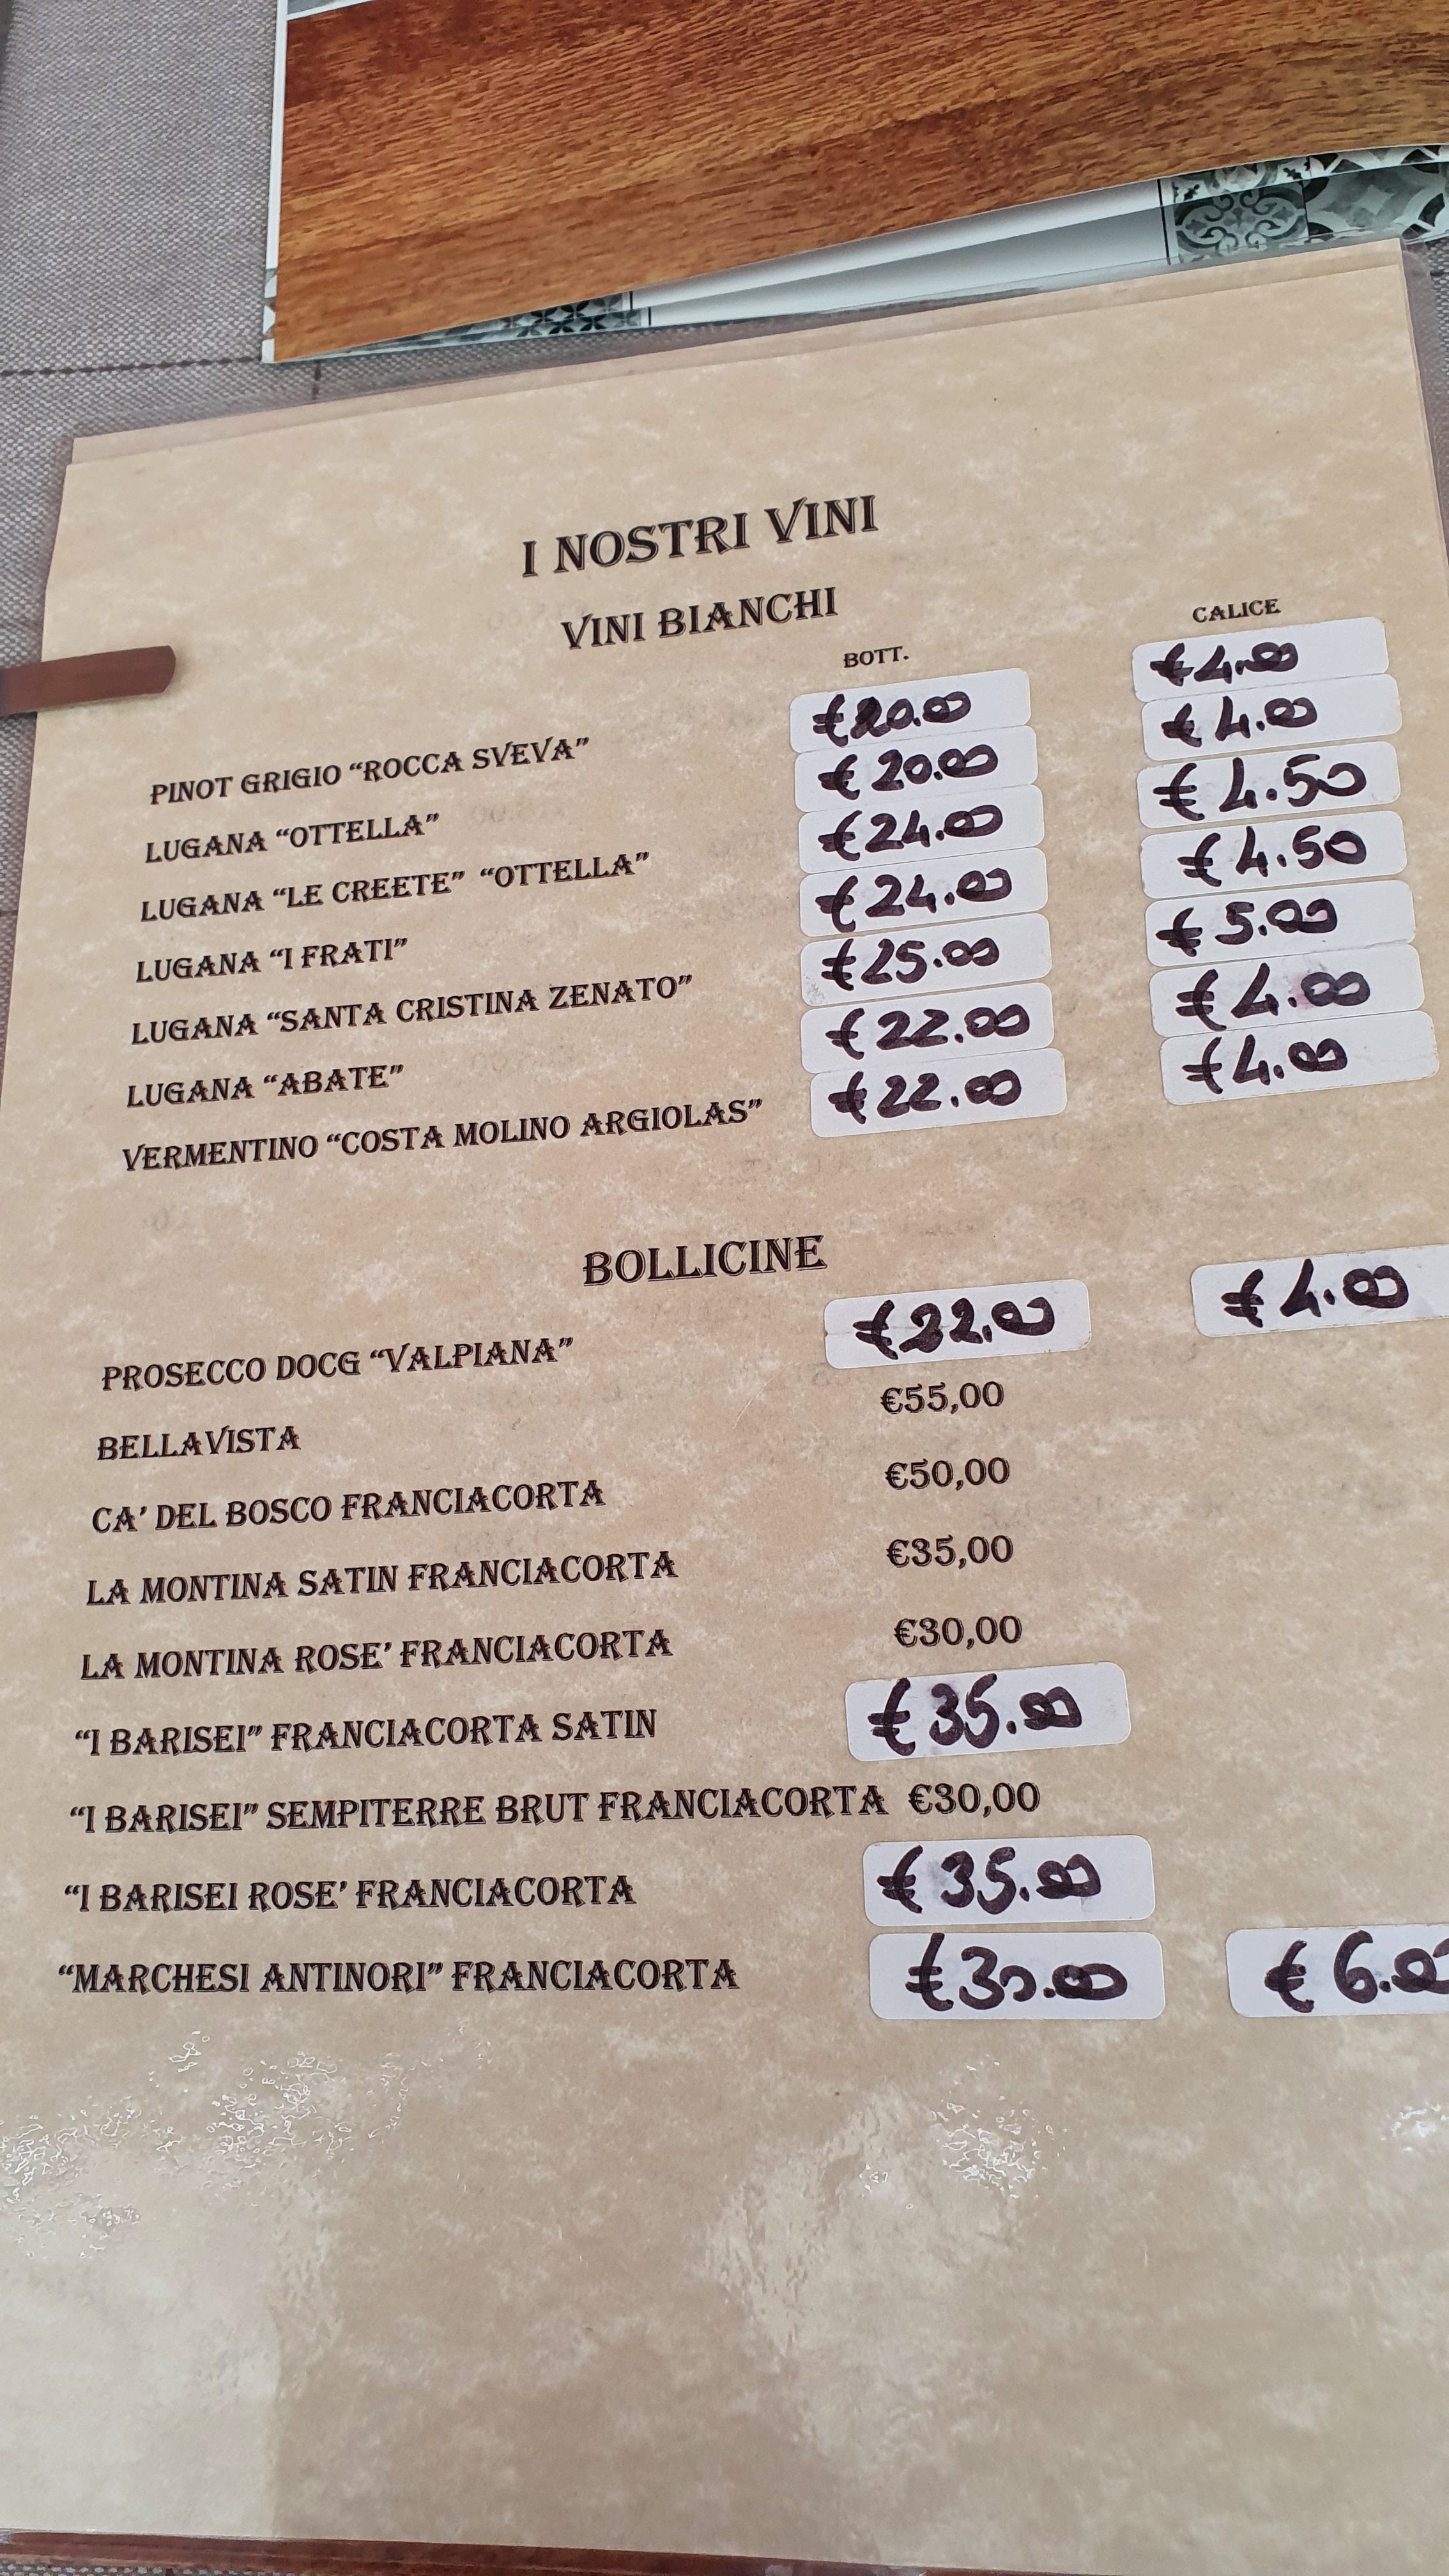 I NOSTRI VINI
VINI BIANCHI
BOTT. CALICE
PINOT GRIGIO “ROCCA SVEVA” €20.00 €4.00
LUGANA “OTTELLA” €20.00 €4.00
LUGANA “LE CREETE” “OTTELLA” €24.00 €4.50
LUGANA “I FRATI” €24.00 €4.50
LUGANA “SANTA CRISTINA ZENATO” €25.00 €5.00
LUGANA “ABATE” €22.00 €4.00
VERMENTINO “COSTA MOLINO ARGIOLAS” €22.00 €4.00
BOLLICINE
PROSECCO DOCG “VALPIANA” €22.00 €4.00
BELLAVISTA €55,00
CA’ DEL BOSCO FRANCIACORTA €50,00
LA MONTINA SATIN FRANCIACORTA €35,00
LA MONTINA ROSE’ FRANCIACORTA €30,00
“I BARISEI” FRANCIACORTA SATIN €35.00
“I BARISEI” SEMPITERRE BRUT FRANCIACORTA €30,00
“I BARISEI ROSE’ FRANCIACORTA €35.00
“MARCHESI ANTINORI” FRANCIACORTA €30.00 €6.00